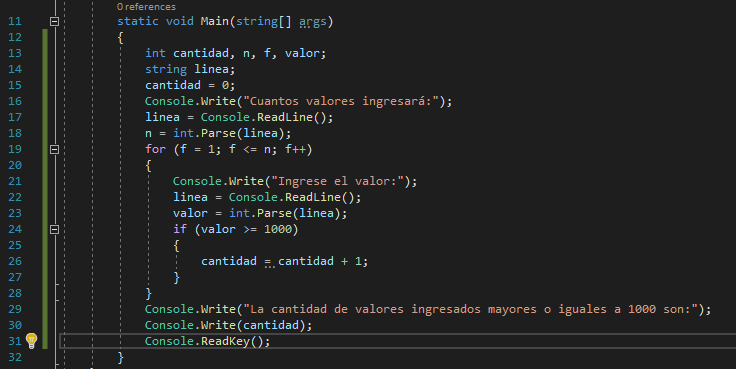 0 references
11 static void Main(string[] args)
12 {
13 int cantidad, n, f, valor;
14 string linea;
15 cantidad = 0;
16 Console.Write("Cuantos valores ingresará:");
17 linea = Console.ReadLine();
18 n = int.Parse(linea);
19 for (f = 1; f <= n; f++)
20 {
21 Console.Write("Ingrese el valor:");
22 linea = Console.ReadLine();
23 valor = int.Parse(linea);
24 if (valor >= 1000)
25 {
26 cantidad = cantidad + 1;
27 }
28 }
29 Console.Write("La cantidad de valores ingresados mayores o iguales a 1000 son:");
30 Console.Write(cantidad);
31 Console.ReadKey();
32 }